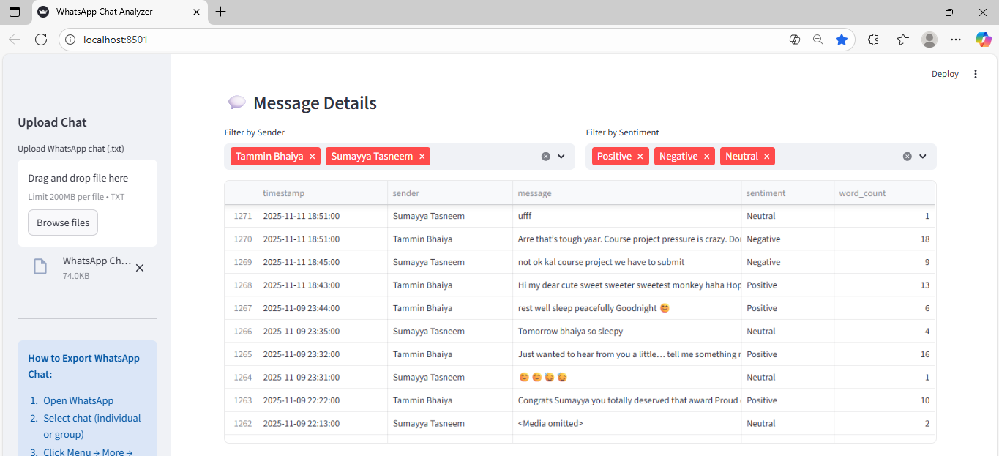 WhatsApp Chat Analyzer
localhost:8501
Deploy
Upload Chat
Upload WhatsApp chat (.txt)
Drag and drop file here
Limit 200MB per file • TXT
Browse files
WhatsApp Ch...
74.0KB
How to Export WhatsApp
Chat:
1. Open WhatsApp
2. Select chat (individual
or group)
3. Click Menu → More →
💬 Message Details
Filter by Sender
Tammin Bhaiya × Sumayya Tasneem ×
Filter by Sentiment
Positive × Negative × Neutral ×
timestamp sender message sentiment word_count
1271 2025-11-11 18:51:00 Sumayya Tasneem ufff Neutral 1
1270 2025-11-11 18:51:00 Tammin Bhaiya Arre that's tough yaar. Course project pressure is crazy. Negative 18
1269 2025-11-11 18:45:00 Sumayya Tasneem not ok kal course project we have to submit Negative 9
1268 2025-11-11 18:43:00 Tammin Bhaiya Hi my dear cute sweet sweeter sweetest monkey haha Positive 13
1267 2025-11-09 23:44:00 Tammin Bhaiya rest well sleep peacefully Goodnight 😊 Positive 6
1266 2025-11-09 23:35:00 Sumayya Tasneem Tomorrow bhaiya so sleepy Neutral 4
1265 2025-11-09 23:32:00 Tammin Bhaiya Just wanted to hear from you a little... tell me something Positive 16
1264 2025-11-09 23:31:00 Sumayya Tasneem 😊😊😅😅 Neutral 1
1263 2025-11-09 22:22:00 Tammin Bhaiya Congrats Sumayya you totally deserved that award Proud Positive 10
1262 2025-11-09 22:13:00 Sumayya Tasneem <Media omitted> Neutral 2